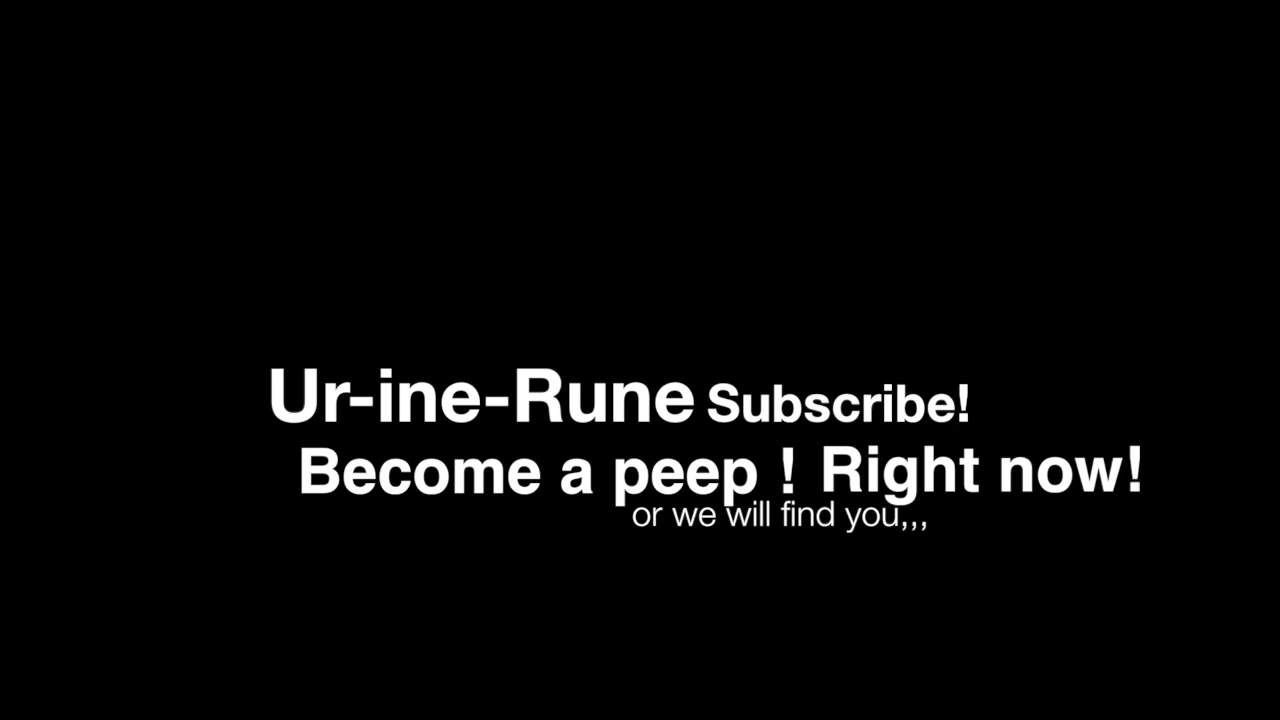 Ur-ine-Rune Subscribe!
Become a peep ! Right now!
or we will find you,,,